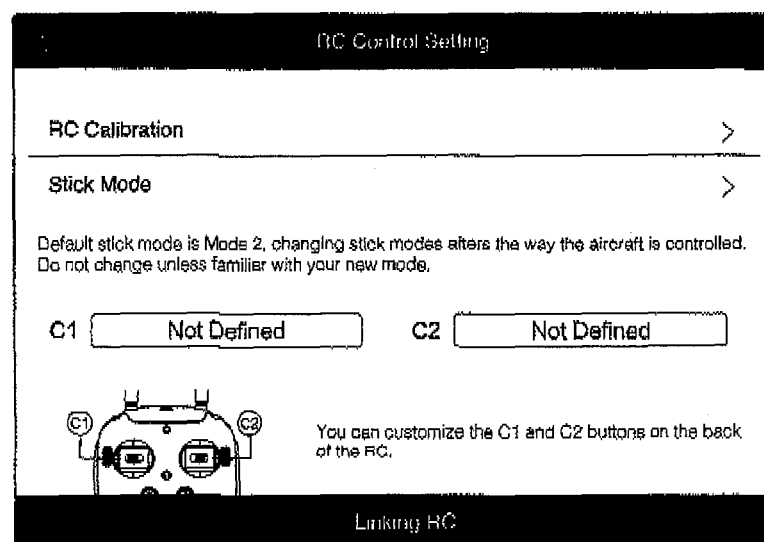 RC Control Setting
RC Calibration
Stick Mode
Default stick mode is Mode 2, changing stick modes alters the way the aircraft is controlled.
Do not change unless familiar with your new mode.
C1 Not Defined C2 Not Defined
C1 C2
You can customize the C1 and C2 buttons on the back
of the RC.
Linking RC